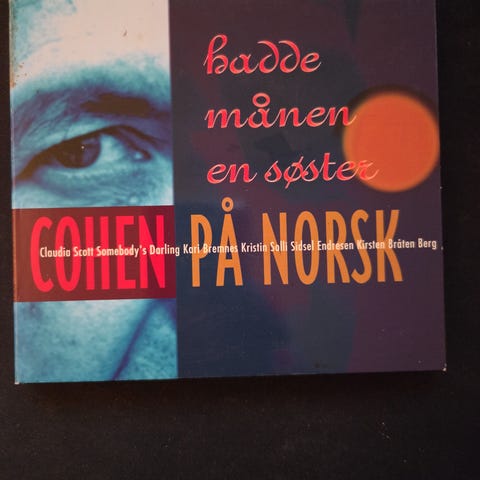 hadde
månen
en søster
COHEN PÅ NORSK
Claudia Scott Somebody's Darling Kari Bremnes Kristin Solli Sidsel Endresen Kirsten Bråten Berg